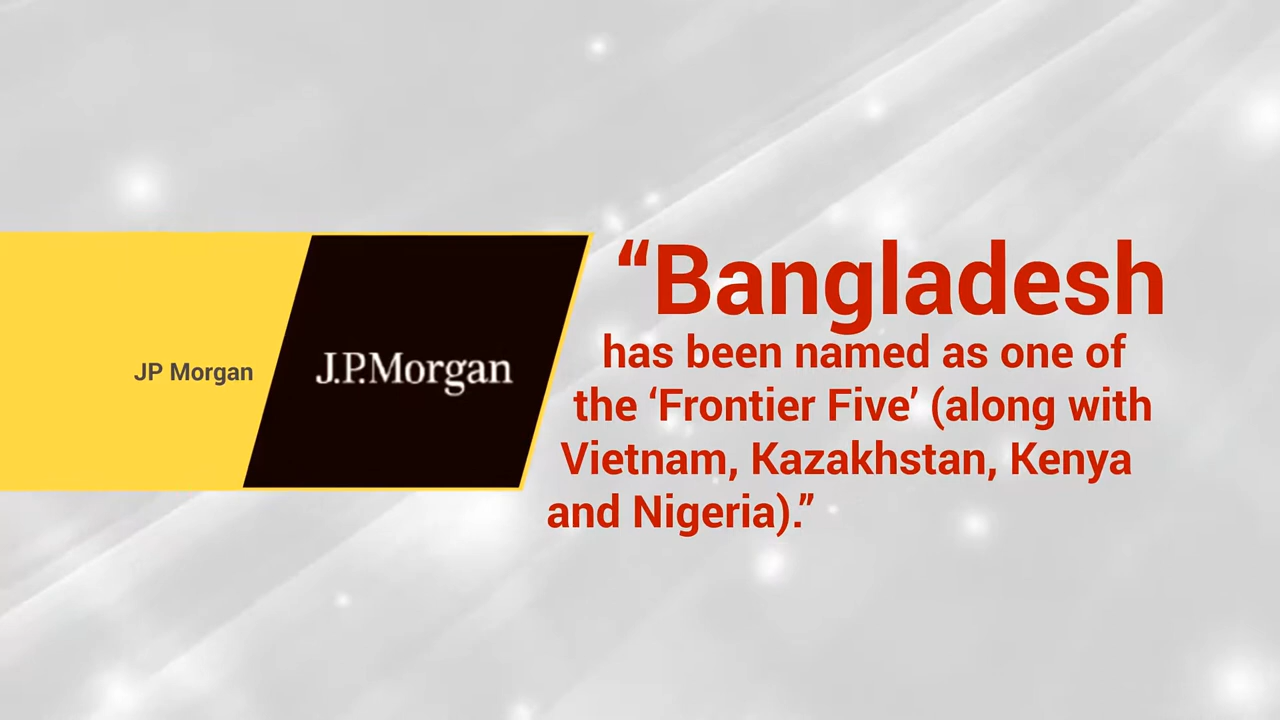 JP Morgan
J.P.Morgan
“Bangladesh
has been named as one of
the ‘Frontier Five’ (along with
Vietnam, Kazakhstan, Kenya
and Nigeria).”